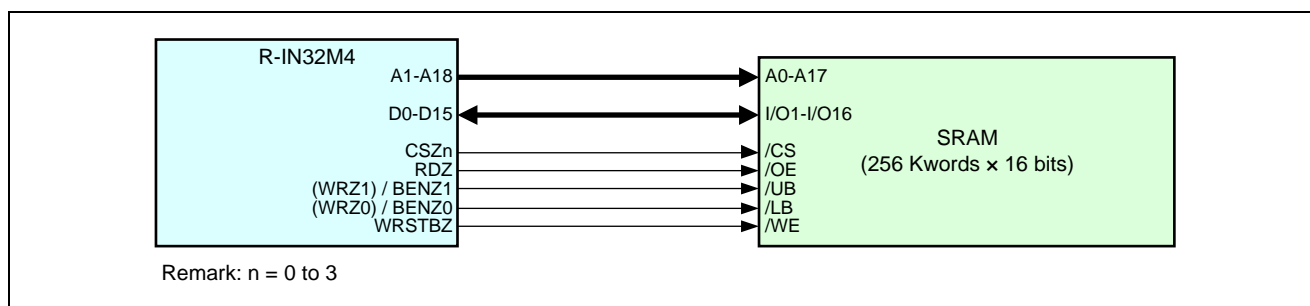 R-IN32M4
A1-A18
A0-A17
D0-D15
I/O1-I/O16
CSZn
/CS
RDZ
/OE
(WRZ1) / BENZ1
/UB
(WRZ0) / BENZ0
/LB
WRSTBZ
/WE
SRAM
(256 Kwords × 16 bits)
Remark: n = 0 to 3